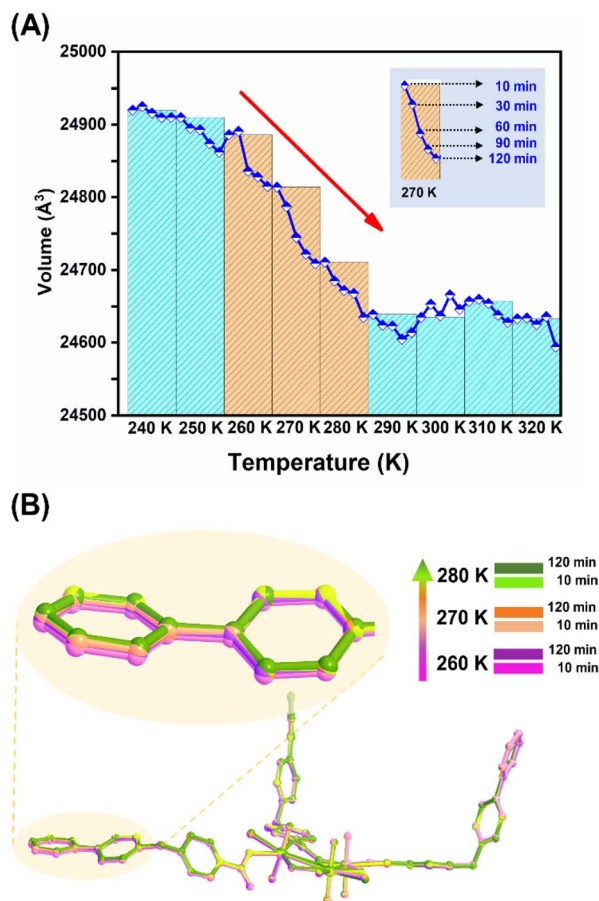 (A)
25000
24900
24800
24700
24600
24500
Volume (Å³)
10 min
30 min
60 min
90 min
120 min
270 K
240 K 250 K 260 K 270 K 280 K 290 K 300 K 310 K 320 K
Temperature (K)
(B)
280 K
120 min
10 min
270 K
120 min
10 min
260 K
120 min
10 min